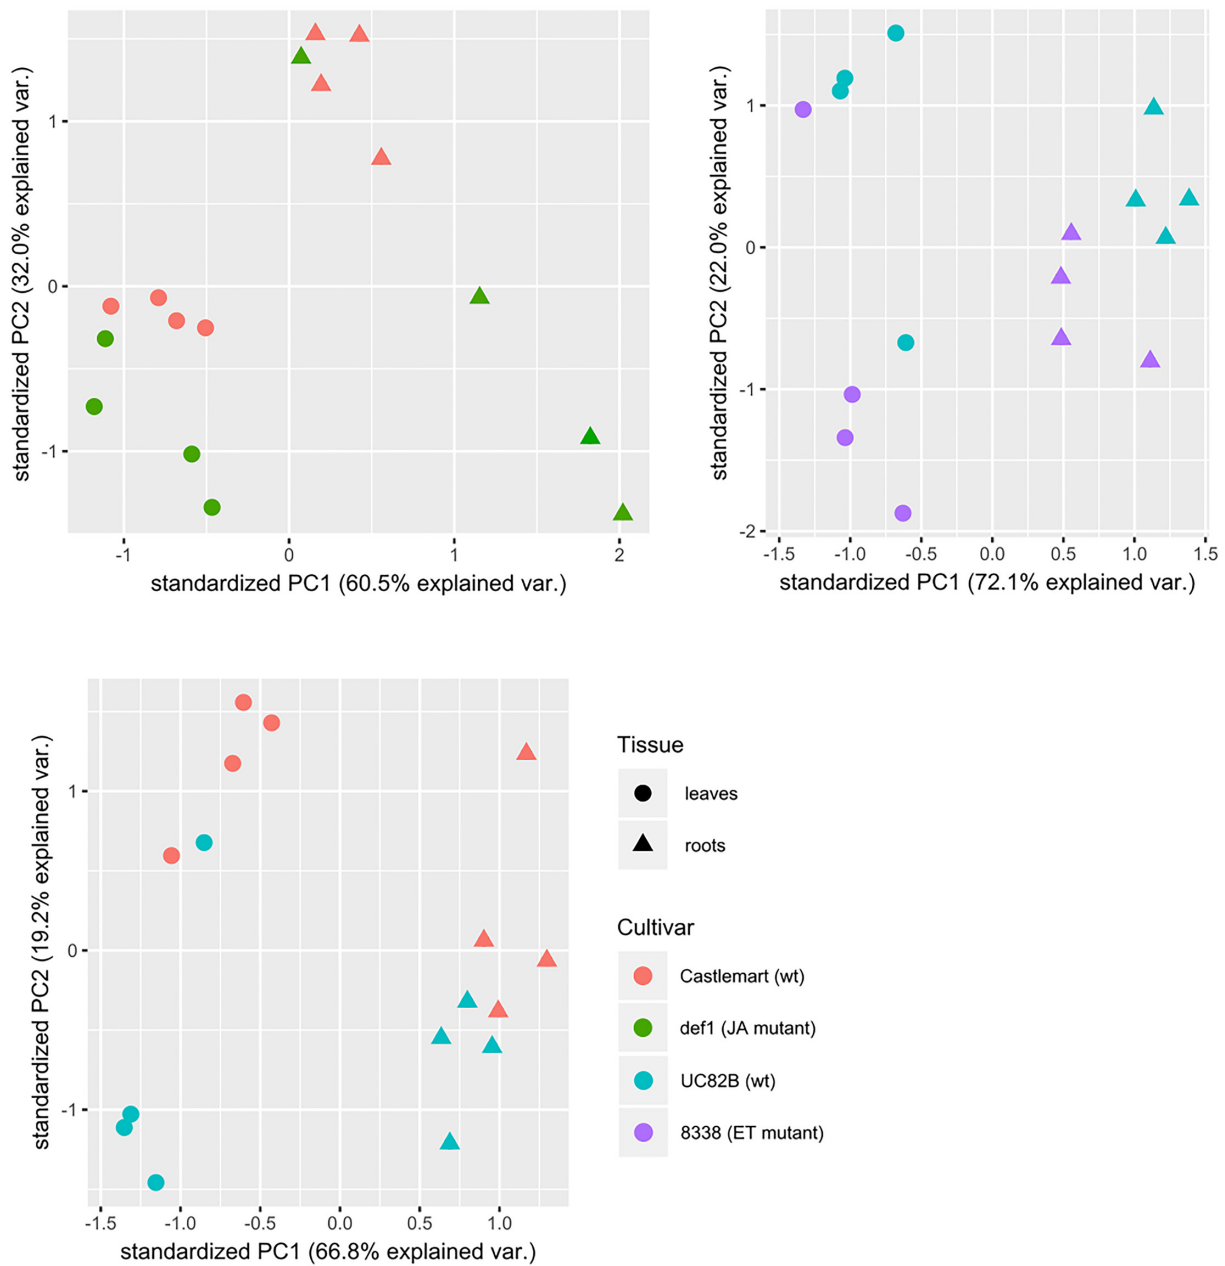 standardized PC2 (32.0% explained var.)
1
0
-1
-1
0
1
2
standardized PC1 (60.5% explained var.)
standardized PC2 (22.0% explained var.)
1
0
-1
-2
-1.5
-1.0
-0.5
0.0
0.5
1.0
1.5
standardized PC1 (72.1% explained var.)
standardized PC2 (19.2% explained var.)
1
0
-1
-1.5
-1.0
-0.5
0.0
0.5
1.0
standardized PC1 (66.8% explained var.)
Tissue
leaves
roots
Cultivar
Castlemart (wt)
def1 (JA mutant)
UC82B (wt)
8338 (ET mutant)